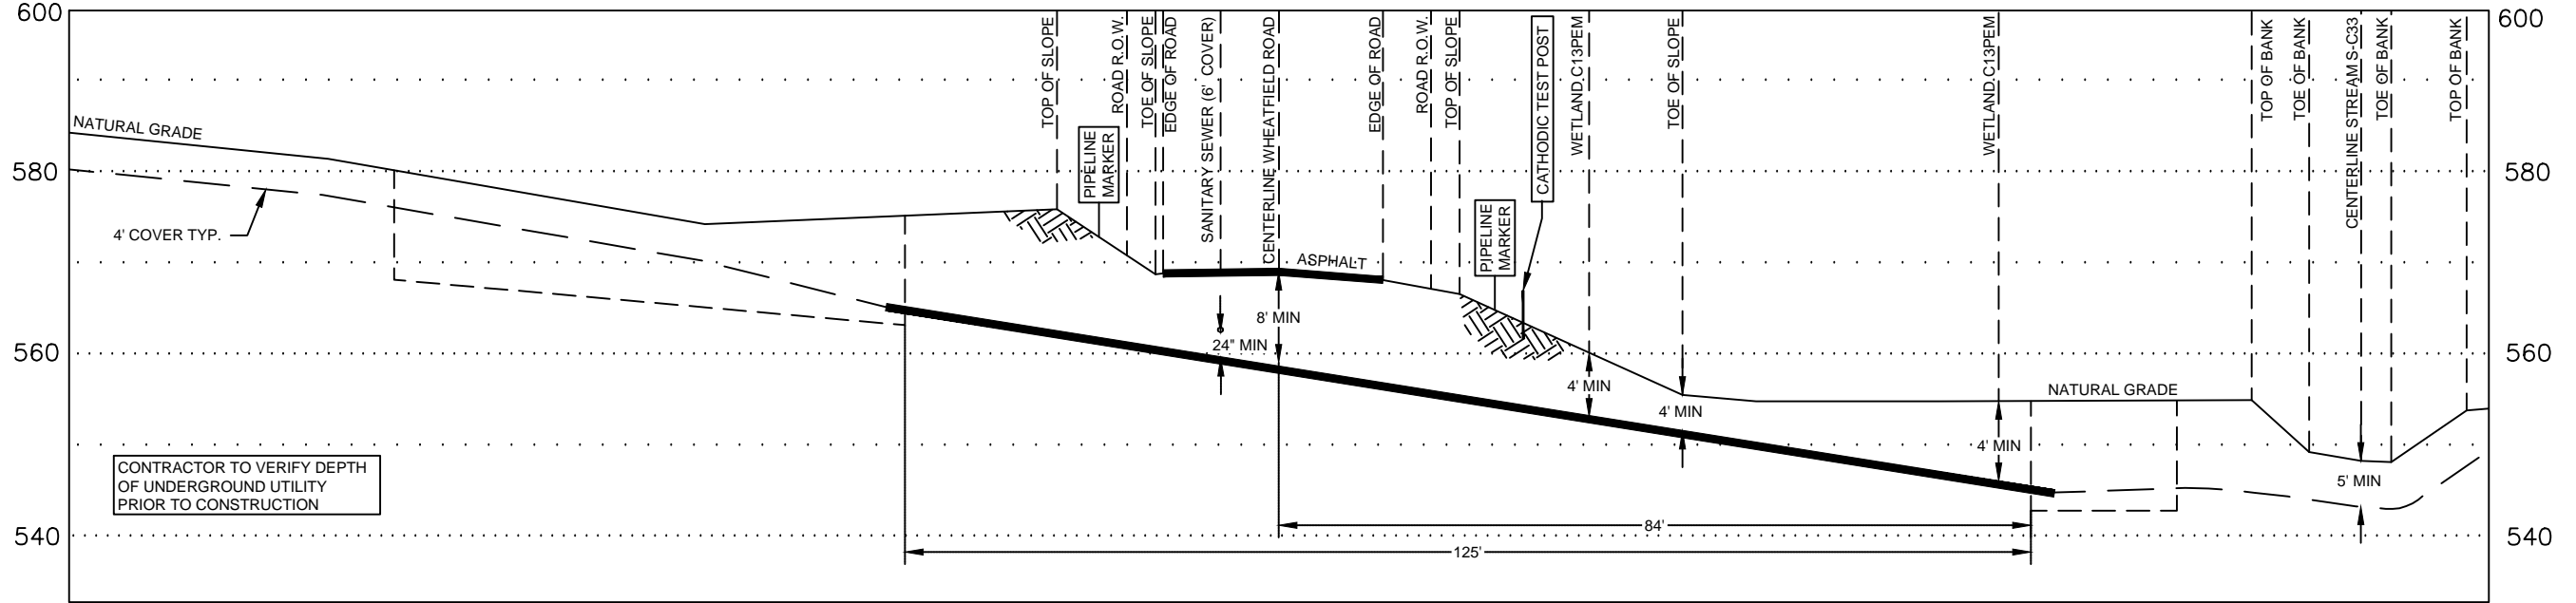 600
600
TOP OF SLOPE
ROAD R.O.W.
TOE OF SLOPE
EDGE OF ROAD
SANITARY SEWER (6' COVER)
CENTERLINE WHEATFIELD ROAD
EDGE OF ROAD
ROAD R.O.W.
TOP OF SLOPE
CATHODIC TEST POST
WETLAND C13PEM
TOE OF SLOPE
WETLAND C13PEM
TOP OF BANK
TOE OF BANK
CENTERLINE STREAM S-C33
TOE OF BANK
TOP OF BANK
NATURAL GRADE
PIPELINE
MARKER
580
580
4' COVER TYP.
PIPELINE
MARKER
ASPHALT
8' MIN
24" MIN
560
560
4' MIN
4' MIN
NATURAL GRADE
4' MIN
5' MIN
CONTRACTOR TO VERIFY DEPTH
OF UNDERGROUND UTILITY
PRIOR TO CONSTRUCTION
84'
540
540
125'